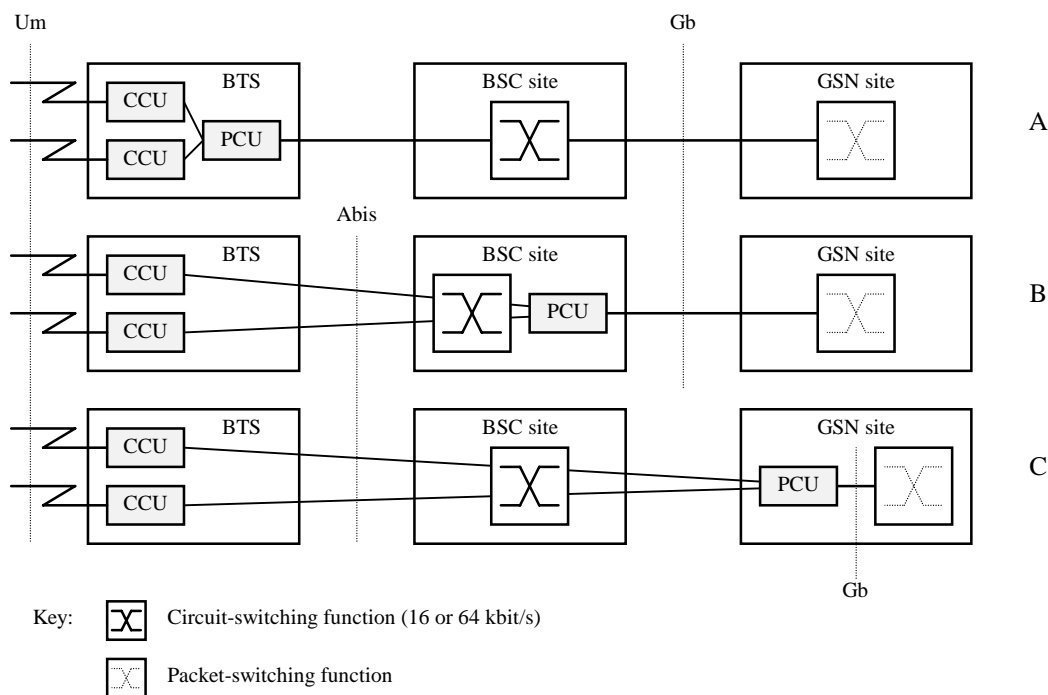 Um
Gb
BTS
BSC site
GSN site
CCU
CCU
PCU
A
Abis
BTS
BSC site
GSN site
CCU
CCU
PCU
B
BTS
BSC site
GSN site
CCU
CCU
PCU
C
Gb
Key:
Circuit-switching function (16 or 64 kbit/s)
Packet-switching function